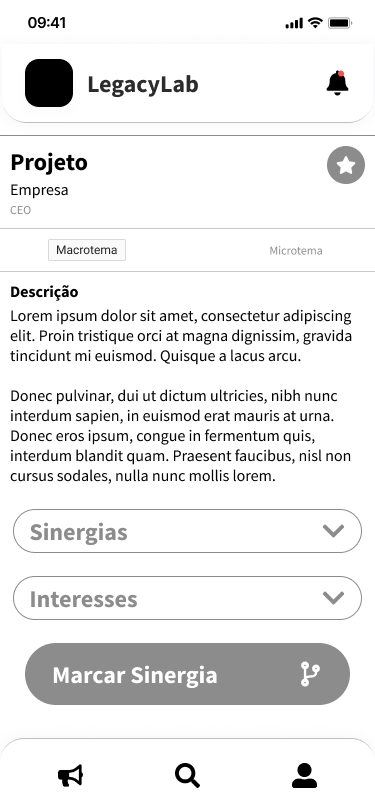 09:41
LegacyLab
Projeto
Empresa
CEO
Macrotema
Microtema
Descrição
Lorem ipsum dolor sit amet, consectetur adipiscing
elit. Proin tristique orci at magna dignissim, gravida
tincidunt mi euismod. Quisque a lacus arcu.
Donec pulvinar, dui ut dictum ultricies, nibh nunc
interdum sapien, in euismod erat mauris at urna.
Donec eros ipsum, congue in fermentum quis,
interdum blandit quam. Praesent faucibus, nisl non
cursus sodales, nulla nunc mollis lorem.
Sinergias
Interesses
Marcar Sinergia